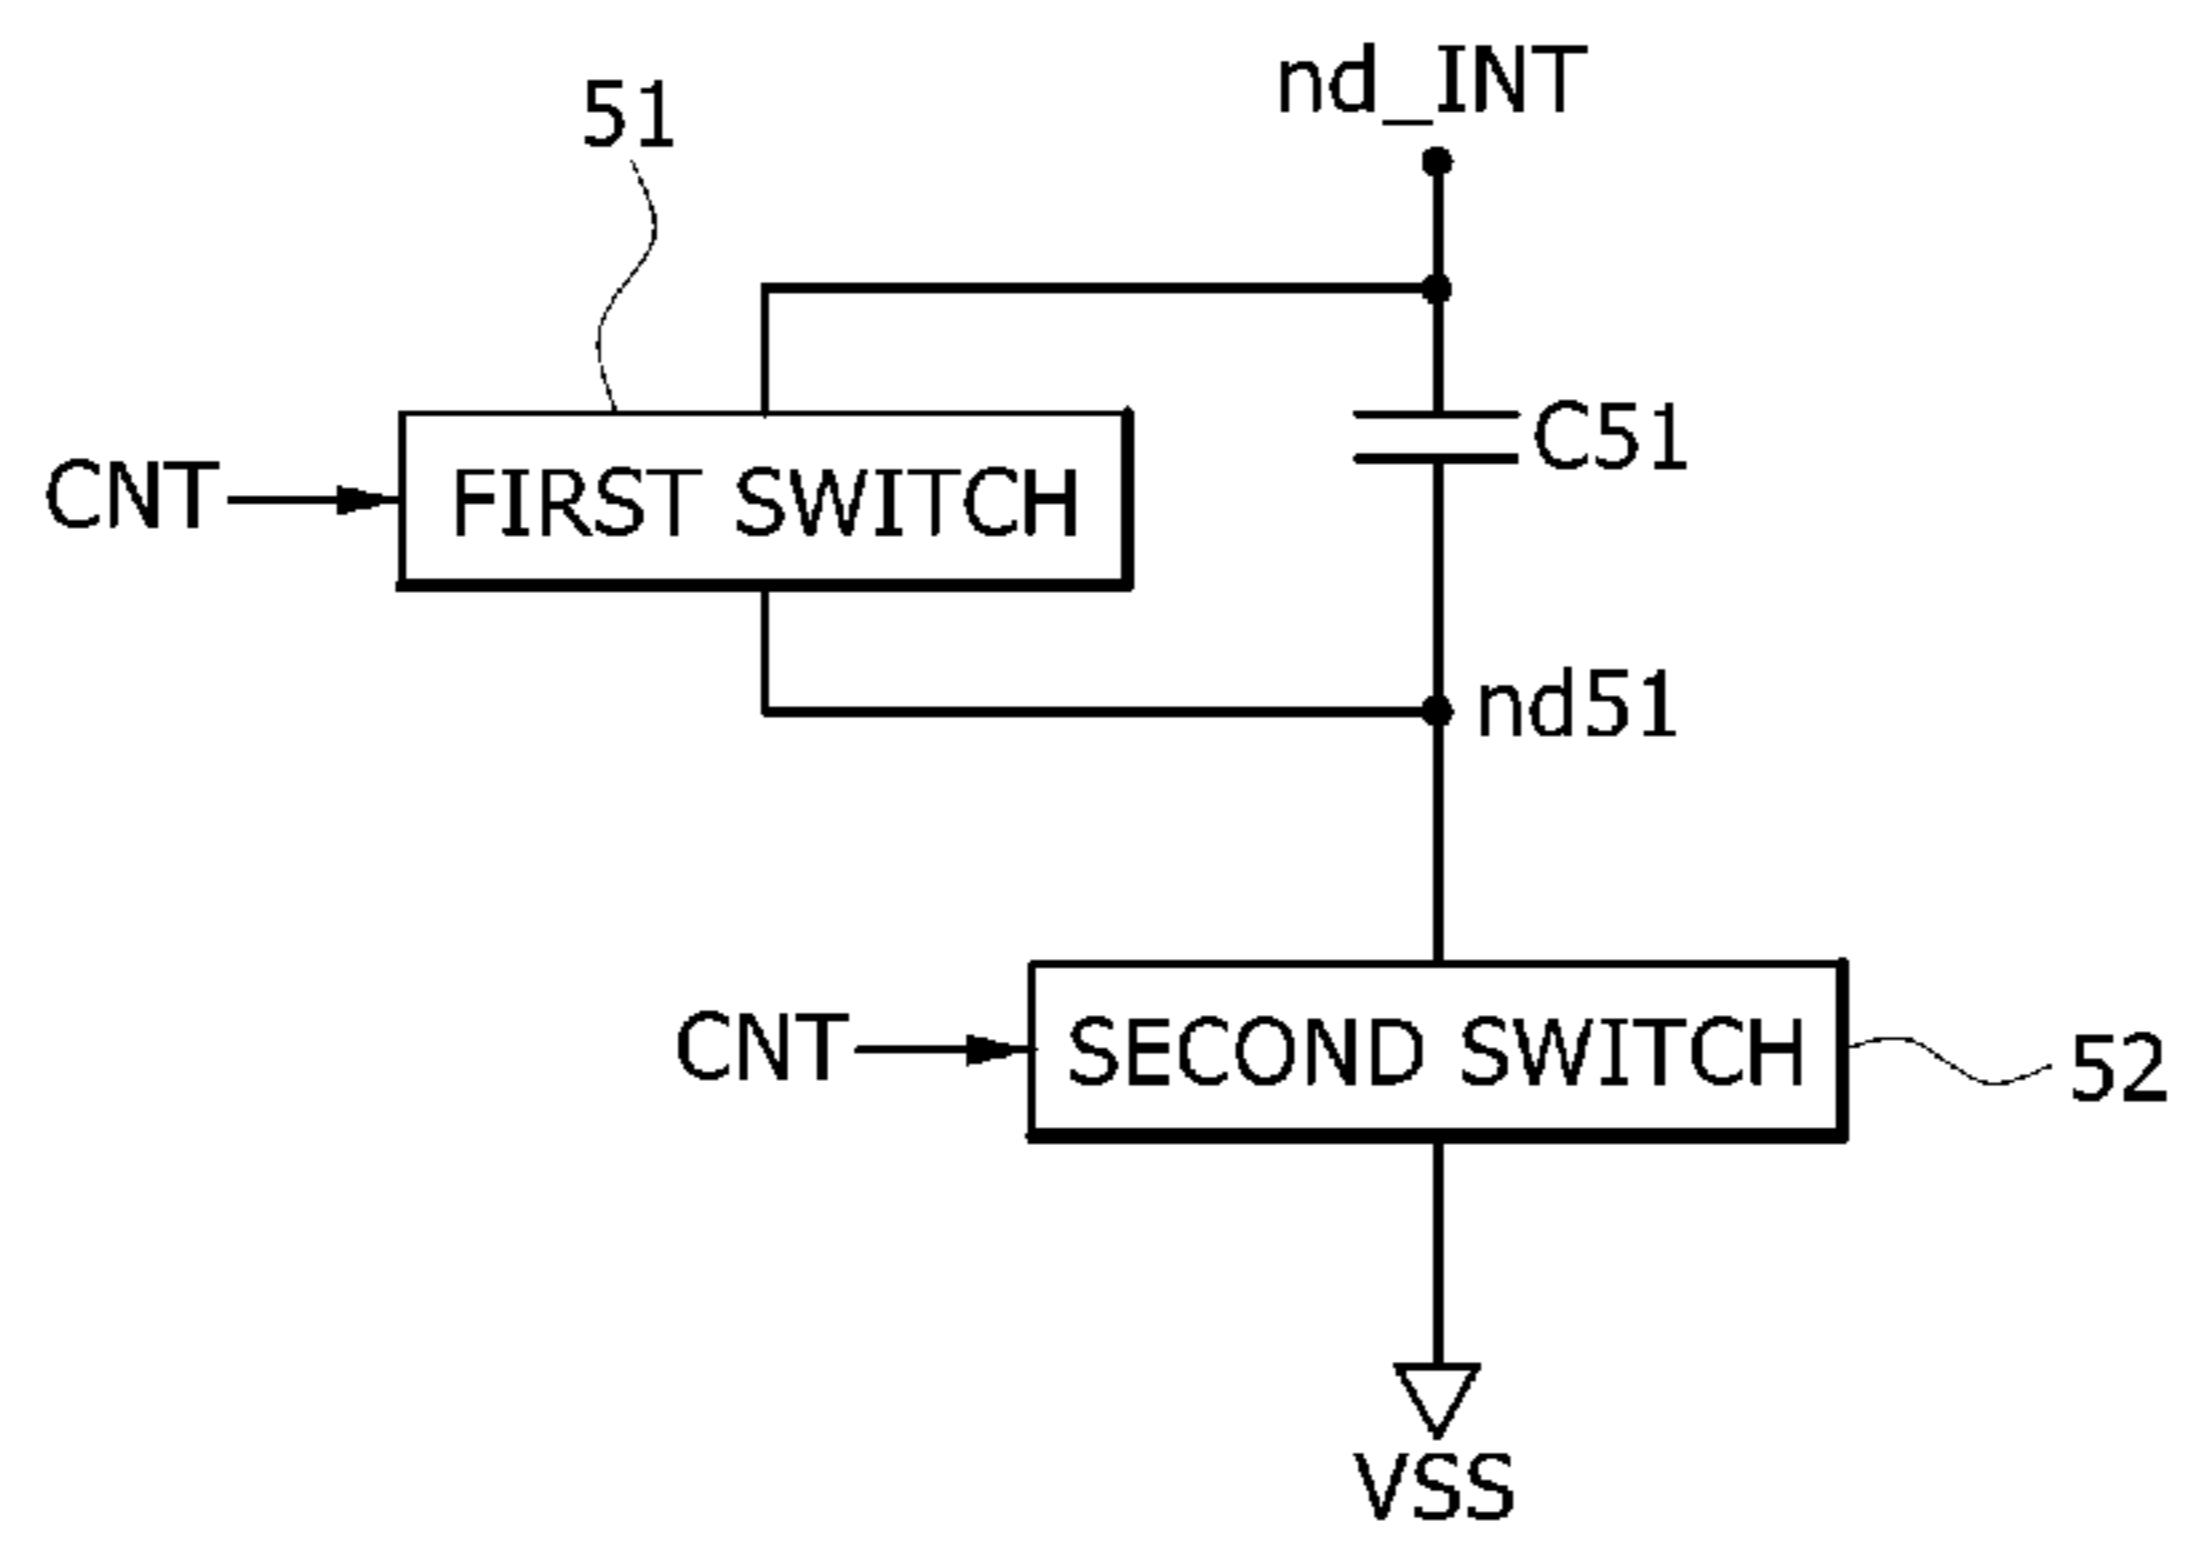 nd_INT
51
C51
CNT
FIRST SWITCH
nd51
CNT
SECOND SWITCH
52
VSS